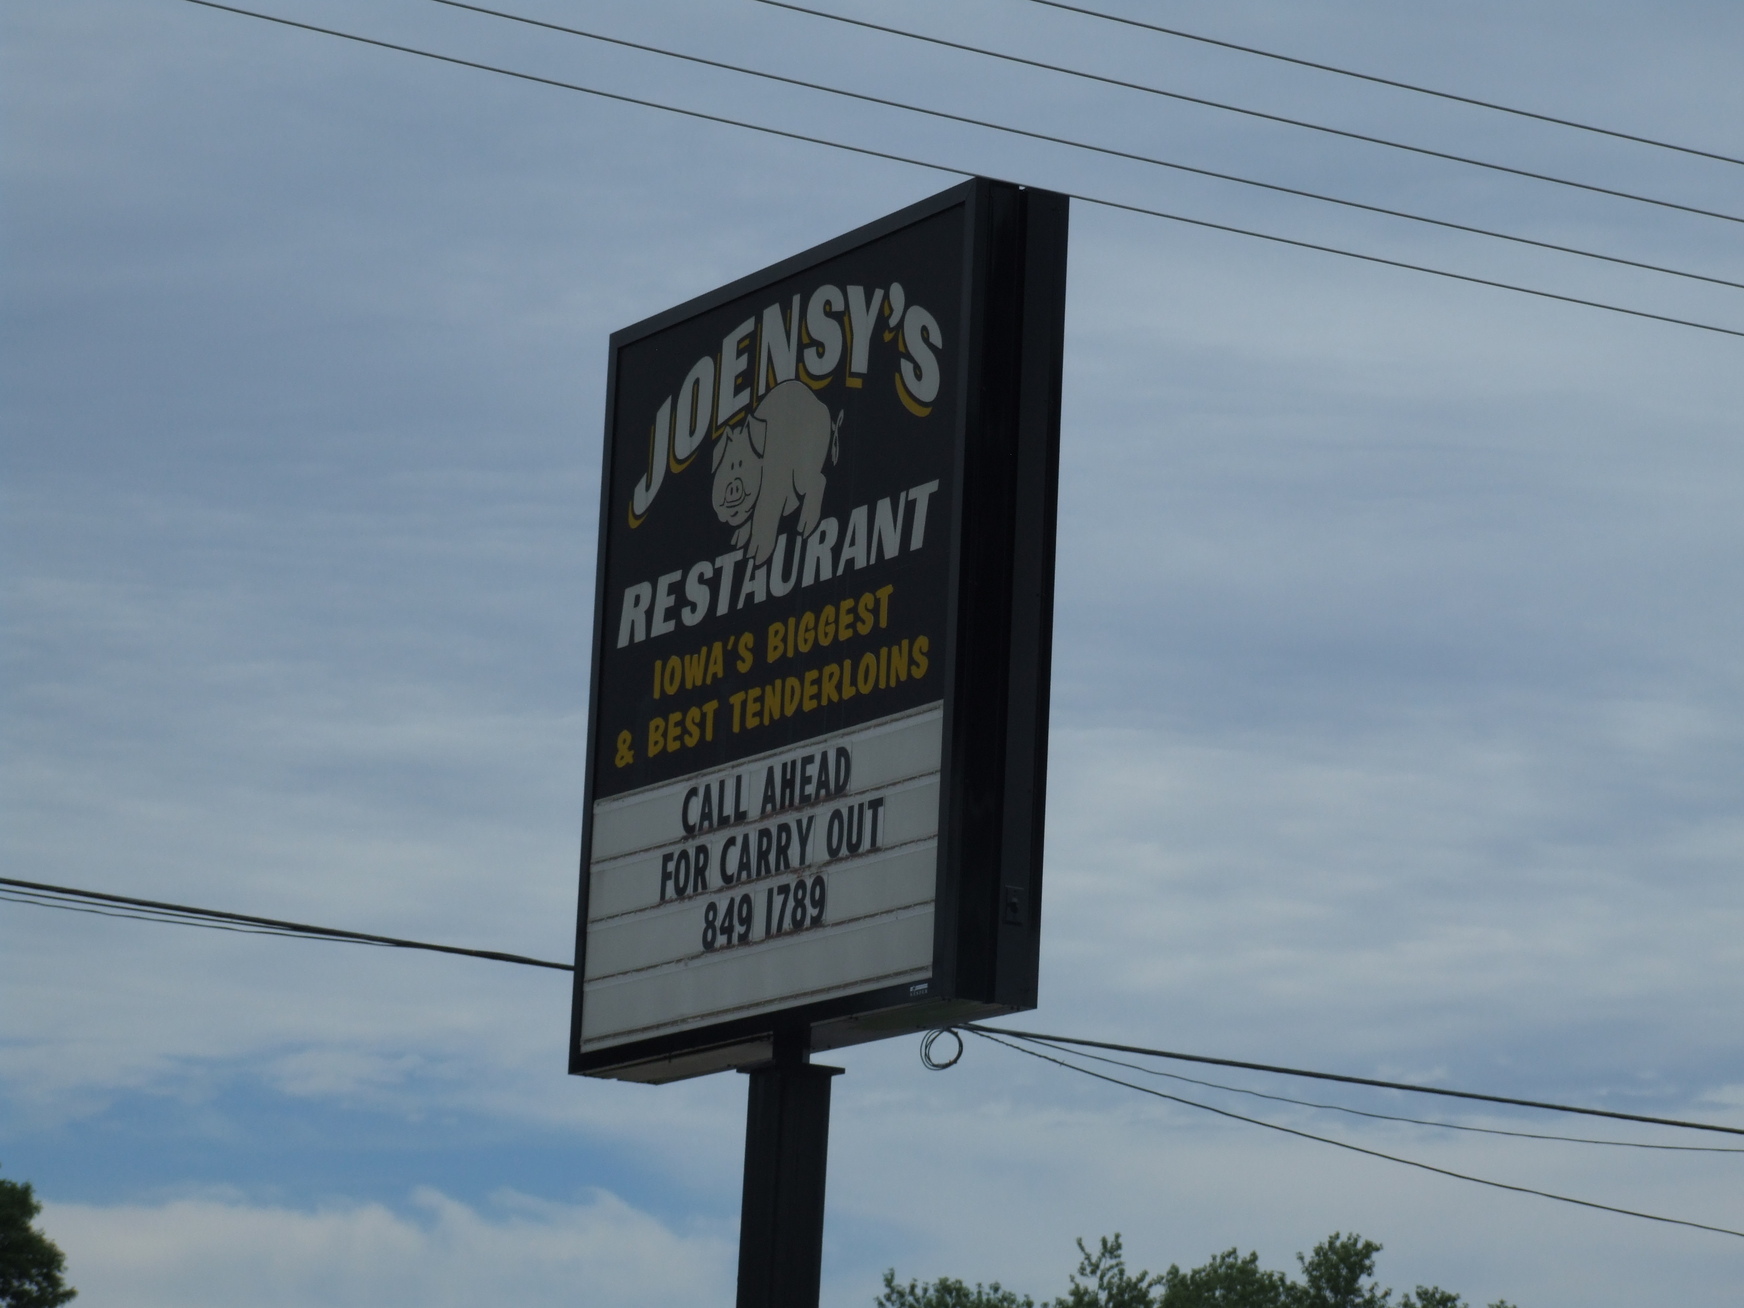 JOENSY'S
RESTAURANT
IOWA'S BIGGEST
& BEST TENDERLOINS
CALL AHEAD
FOR CARRY OUT
849 1789